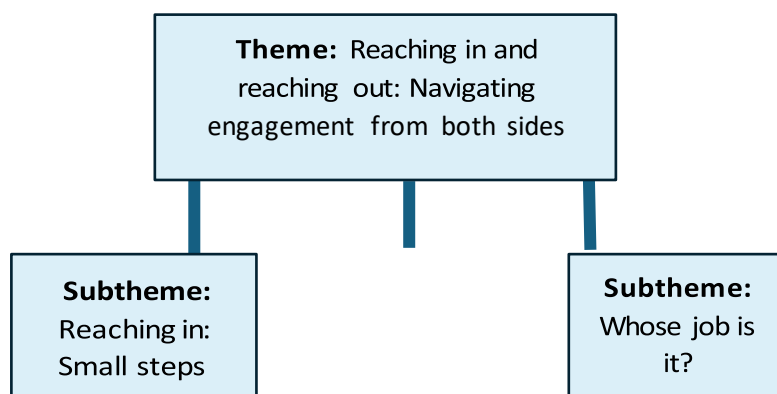 Theme: Reaching in and
reaching out: Navigating
engagement from both sides
Subtheme:
Reaching in:
Small steps
Subtheme:
Whose job is
it?